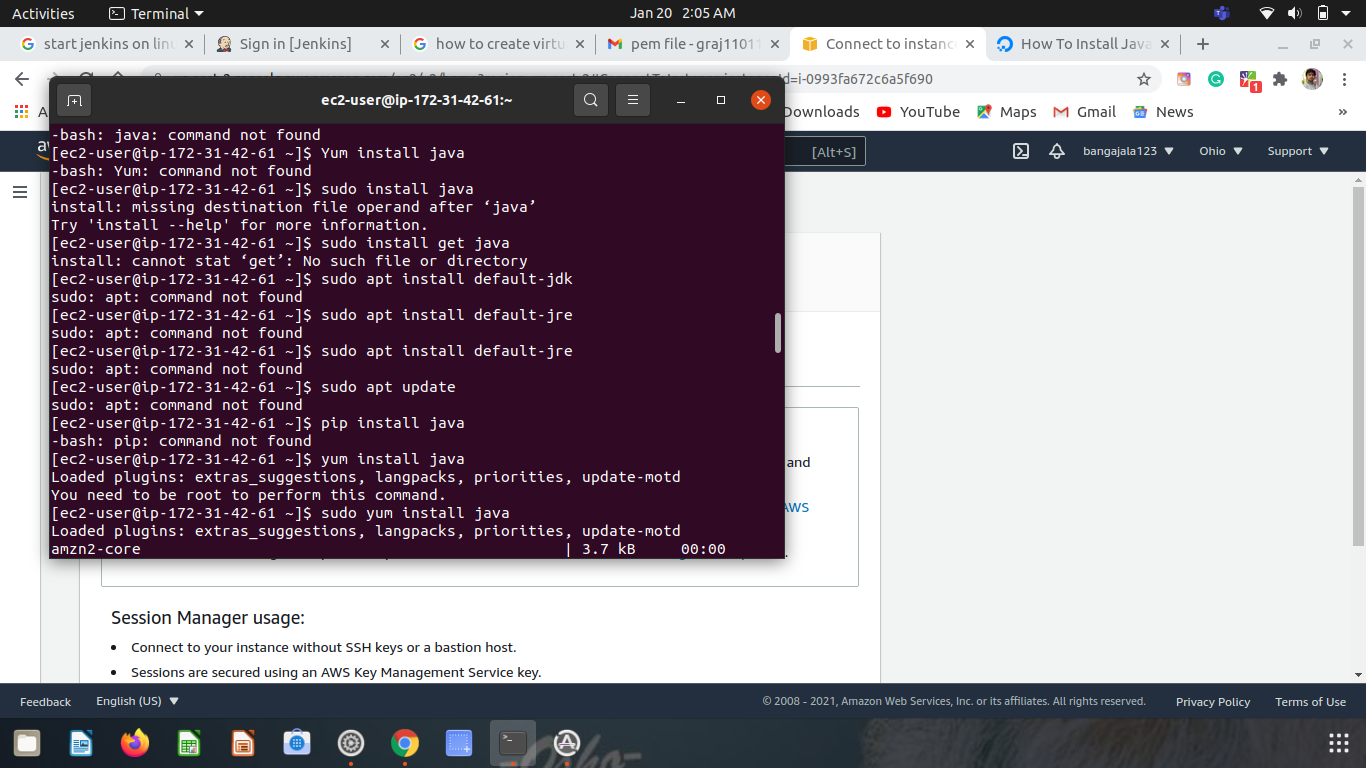 Activities
Terminal
Jan 20 2:05 AM
start jenkins on linu
Sign in [Jenkins]
how to create virtu
pem file - graj11011
Connect to instanc
How To Install Java
d=i-0993fa672c6a5f690
1
A
Downloads
YouTube
Maps
Gmail
News
»
ec2-user@ip-172-31-42-61:~
aw
[Alt+S]
bangajala123
Ohio
Support
-bash: java: command not found
[ec2-user@ip-172-31-42-61 ~]$ Yum install java
-bash: Yum: command not found
[ec2-user@ip-172-31-42-61 ~]$ sudo install java
install: missing destination file operand after ‘java’
Try 'install --help' for more information.
[ec2-user@ip-172-31-42-61 ~]$ sudo install get java
install: cannot stat ‘get’: No such file or directory
[ec2-user@ip-172-31-42-61 ~]$ sudo apt install default-jdk
sudo: apt: command not found
[ec2-user@ip-172-31-42-61 ~]$ sudo apt install default-jre
sudo: apt: command not found
[ec2-user@ip-172-31-42-61 ~]$ sudo apt install default-jre
sudo: apt: command not found
[ec2-user@ip-172-31-42-61 ~]$ sudo apt update
sudo: apt: command not found
[ec2-user@ip-172-31-42-61 ~]$ pip install java
-bash: pip: command not found
[ec2-user@ip-172-31-42-61 ~]$ yum install java
Loaded plugins: extras_suggestions, langpacks, priorities, update-motd
You need to be root to perform this command.
[ec2-user@ip-172-31-42-61 ~]$ sudo yum install java
Loaded plugins: extras_suggestions, langpacks, priorities, update-motd
amzn2-core | 3.7 kB 00:00
and
AWS
Session Manager usage:
• Connect to your instance without SSH keys or a bastion host.
• Sessions are secured using an AWS Key Management Service key.
Feedback
English (US)
© 2008 - 2021, Amazon Web Services, Inc. or its affiliates. All rights reserved.
Privacy Policy
Terms of Use